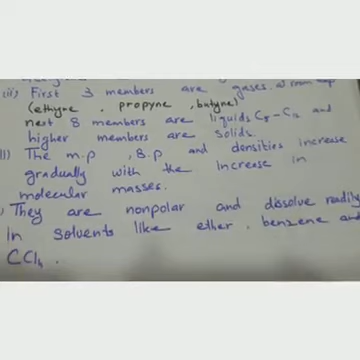 ii) First 3 members are gases. at room temp
(ethyne, propyne, butyne)
next 8 members are liquids C5-C12 and
higher members are solids.
II) The m.p, B.p and densities increase
gradually with the increase in
molecular masses.
They are nonpolar and dissolve readily
In solvents like ether, benzene and
CCl4.